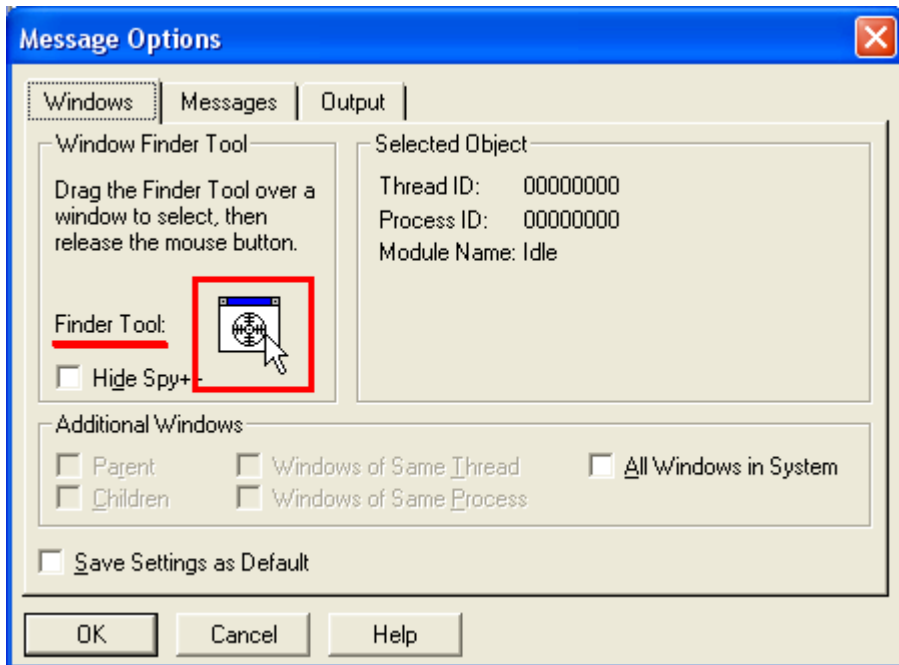 Message Options
Windows Messages Output
Window Finder Tool
Drag the Finder Tool over a
window to select, then
release the mouse button.
Finder Tool:
Hide Spy+
Selected Object
Thread ID: 00000000
Process ID: 00000000
Module Name: Idle
Additional Windows
Parent Windows of Same Thread All Windows in System
Children Windows of Same Process
Save Settings as Default
OK Cancel Help